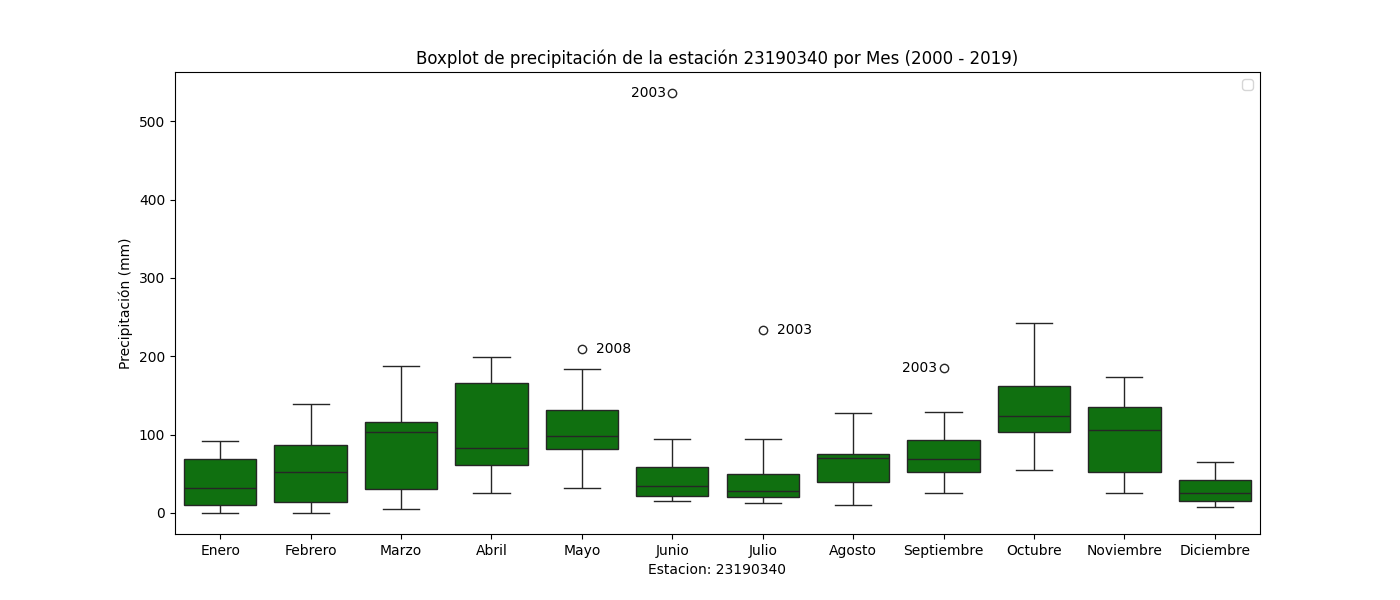 Boxplot de precipitación de la estación 23190340 por Mes (2000 - 2019)
Precipitación (mm)
500
400
300
200
100
0
2003
2008
2003
2003
Enero Febrero Marzo Abril Mayo Junio Julio Agosto Septiembre Octubre Noviembre Diciembre
Estacion: 23190340